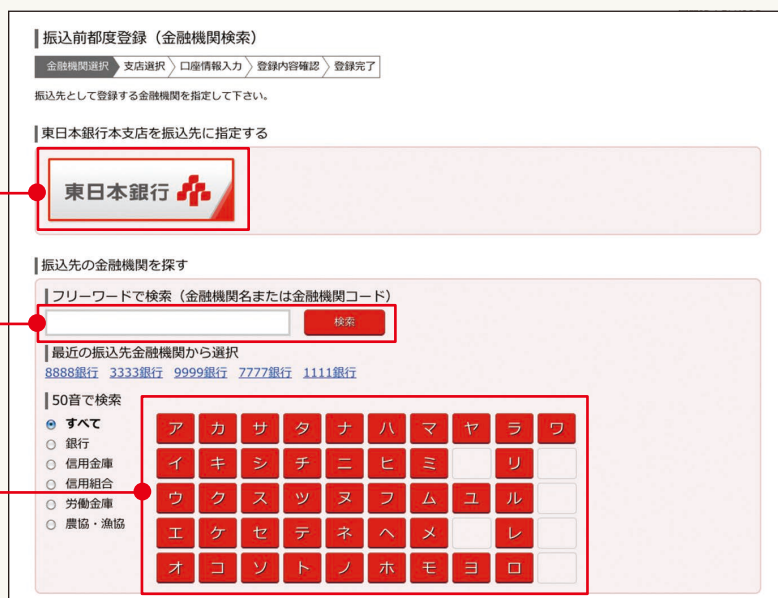 振込前都度登録（金融機関検索）
金融機関選択 支店選択 口座情報入力 登録内容確認 登録完了
振込先として登録する金融機関を指定して下さい。
東日本銀行本支店を振込先に指定する
東日本銀行
振込先の金融機関を探す
フリーワードで検索（金融機関名または金融機関コード）
検索
最近の振込先金融機関から選択
8888銀行 3333銀行 9999銀行 7777銀行 1111銀行
50音で検索
すべて
銀行
信用金庫
信用組合
労働金庫
農協・漁協
ア カ サ タ ナ ハ マ ヤ ラ ワ
イ キ シ チ ニ ヒ ミ リ
ウ ク ス ツ ヌ フ ム ユ ル
エ ケ セ テ ネ ヘ メ レ
オ コ ソ ト ノ ホ モ ヨ ロ